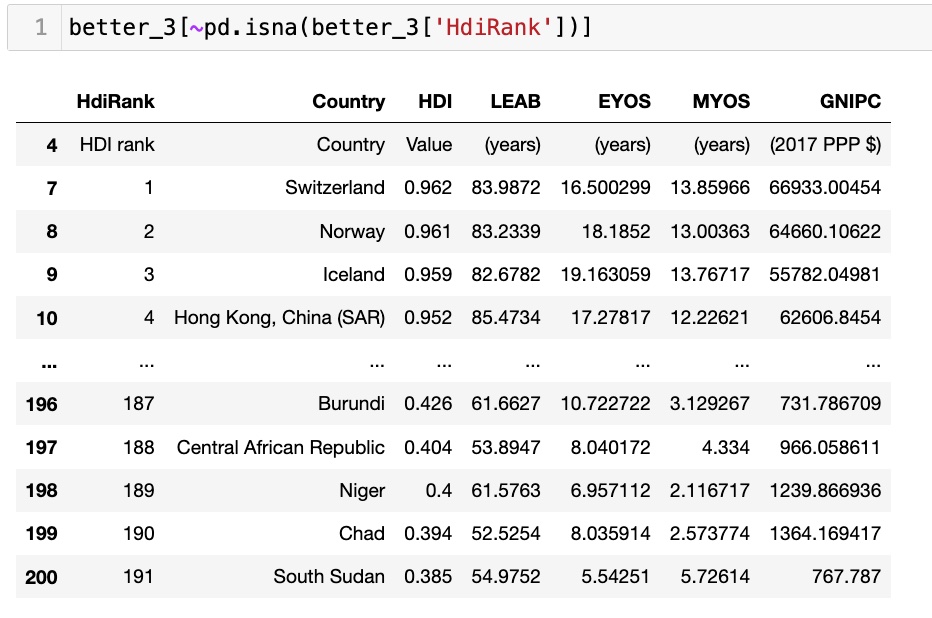 1 better_3[~pd.isna(better_3['HdiRank'])]
HdiRank Country HDI LEAB EYOS MYOS GNIPC
4 HDI rank Country Value (years) (years) (years) (2017 PPP $)
7 1 Switzerland 0.962 83.9872 16.500299 13.85966 66933.00454
8 2 Norway 0.961 83.2339 18.1852 13.00363 64660.10622
9 3 Iceland 0.959 82.6782 19.163059 13.76717 55782.04981
10 4 Hong Kong, China (SAR) 0.952 85.4734 17.27817 12.22621 62606.8454
... ... ... ... ... ... ... ...
196 187 Burundi 0.426 61.6627 10.722722 3.129267 731.786709
197 188 Central African Republic 0.404 53.8947 8.040172 4.334 966.058611
198 189 Niger 0.4 61.5763 6.957112 2.116717 1239.866936
199 190 Chad 0.394 52.5254 8.035914 2.573774 1364.169417
200 191 South Sudan 0.385 54.9752 5.54251 5.72614 767.787